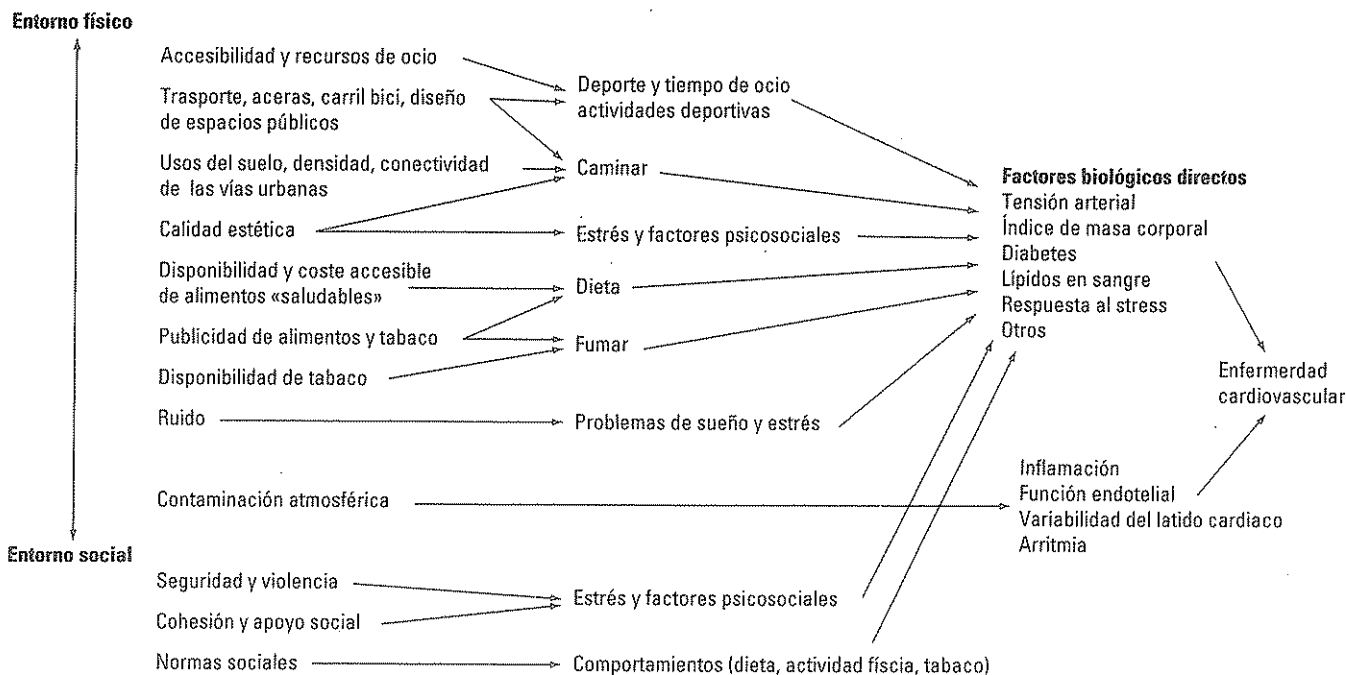 Entorno físico
Accesibilidad y recursos de ocio
Trasporte, aceras, carril bici, diseño
de espacios públicos
Usos del suelo, densidad, conectividad
de las vías urbanas
Calidad estética
Disponibilidad y coste accesible
de alimentos «saludables»
Publicidad de alimentos y tabaco
Disponibilidad de tabaco
Ruido
Contaminación atmosférica
Entorno social
Seguridad y violencia
Cohesión y apoyo social
Normas sociales
Deporte y tiempo de ocio
actividades deportivas
Caminar
Estrés y factores psicosociales
Dieta
Fumar
Problemas de sueño y estrés
Estrés y factores psicosociales
Comportamientos (dieta, actividad físcia, tabaco)
Factores biológicos directos
Tensión arterial
Índice de masa corporal
Diabetes
Lípidos en sangre
Respuesta al stress
Otros
Inflamación
Función endotelial
Variabilidad del latido cardiaco
Arritmia
Enfermerdad
cardiovascular